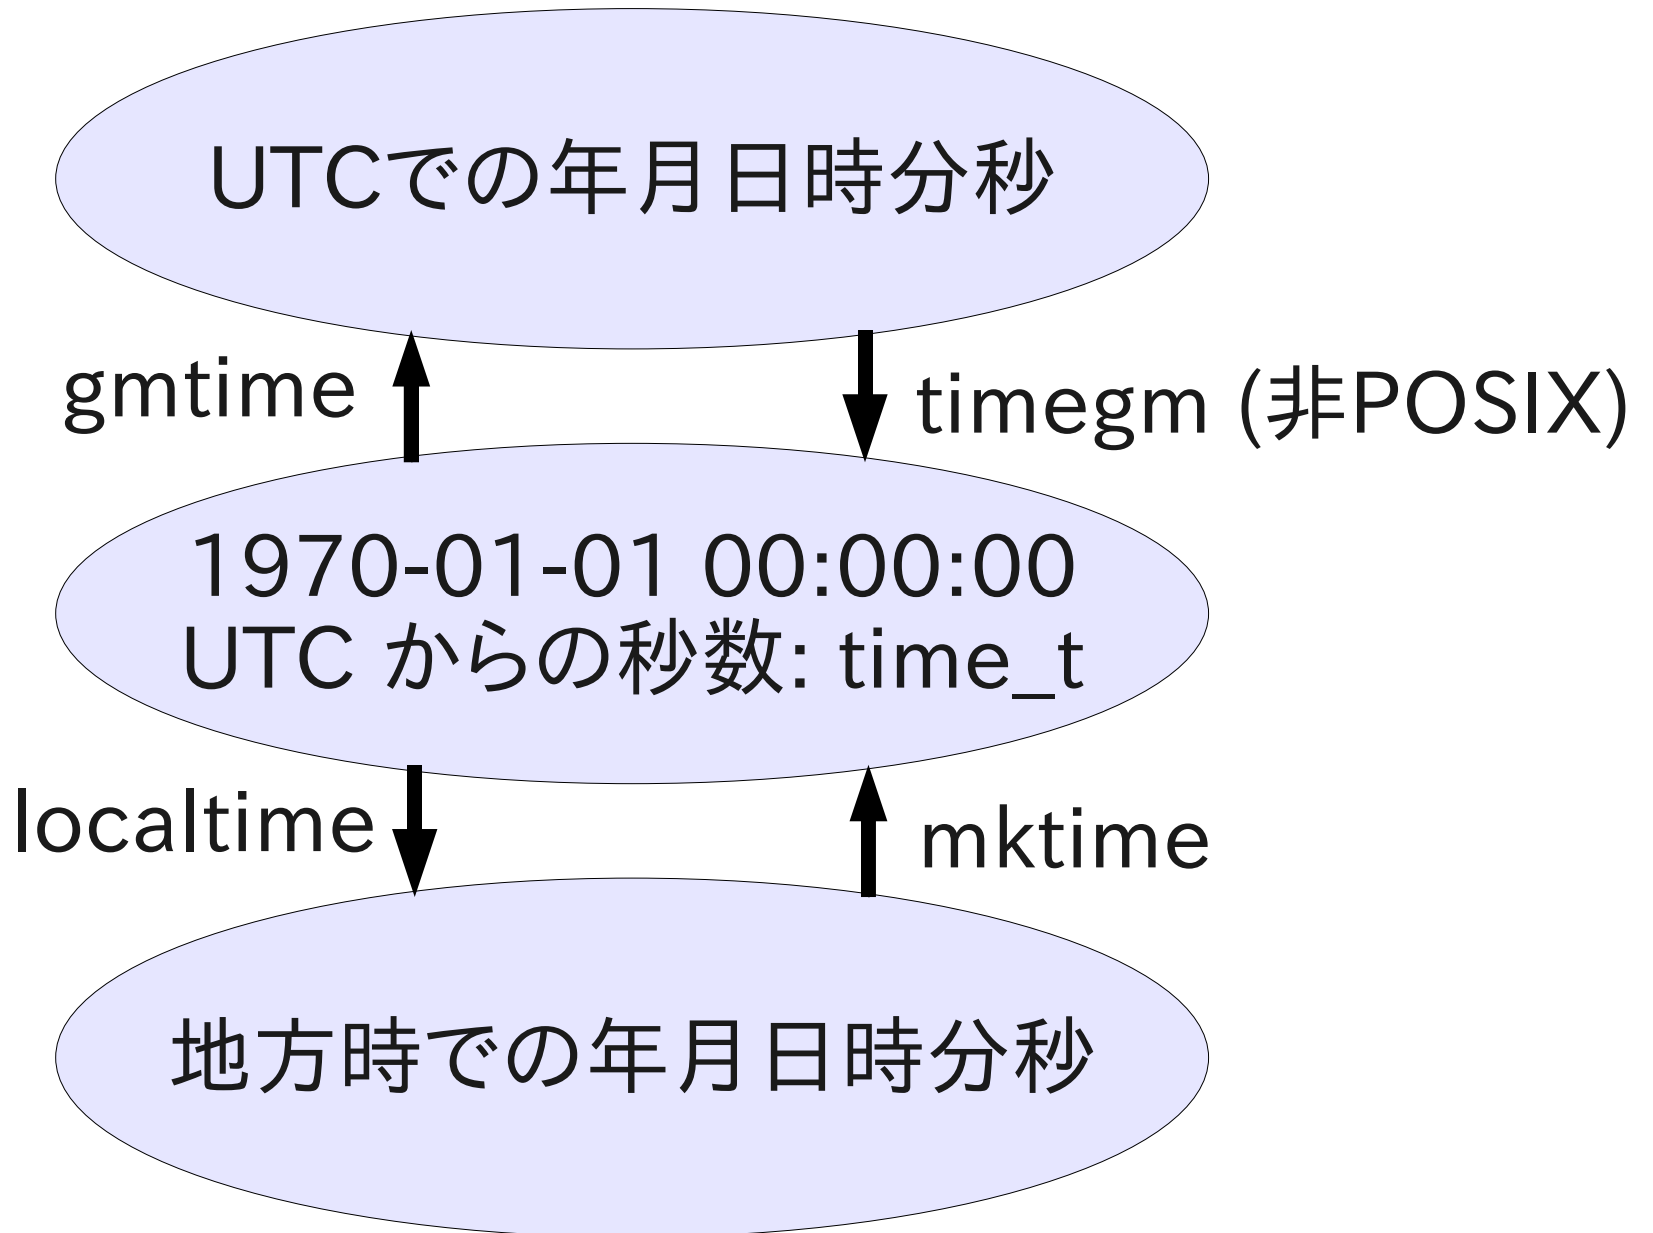 UTCでの年月日時分秒
gmtime
timegm (非POSIX)
1970-01-01 00:00:00
UTC からの秒数: time_t
localtime
mktime
地方時での年月日時分秒